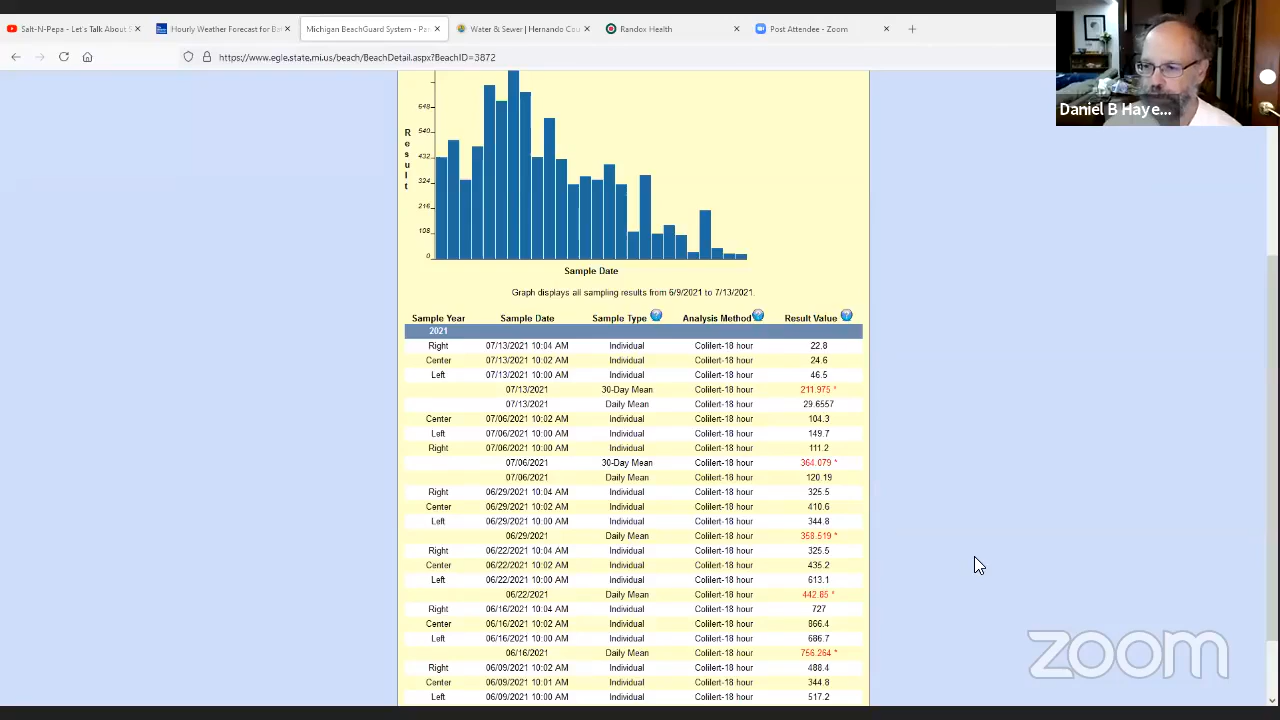 Salt-N-Pepa - Let's Talk About S
Hourly Weather Forecast for Ba
Michigan BeachGuard System - Par
Water & Sewer | Hernando Cou
Randox Health
Post Attendee - Zoom
https://www.egle.state.mi.us/beach/BeachDetail.aspx?BeachID=3872
Daniel B Haye...
Result
648
540
432
324
216
108
0
Sample Date
Graph displays all sampling results from 6/9/2021 to 7/13/2021.
Sample Year Sample Date Sample Type Analysis Method Result Value
2021
Right 07/13/2021 10:04 AM Individual Colilert-18 hour 22.8
Center 07/13/2021 10:02 AM Individual Colilert-18 hour 24.6
Left 07/13/2021 10:00 AM Individual Colilert-18 hour 46.5
07/13/2021 30-Day Mean Colilert-18 hour 211.975 *
07/13/2021 Daily Mean Colilert-18 hour 29.6557
Center 07/06/2021 10:02 AM Individual Colilert-18 hour 104.3
Left 07/06/2021 10:00 AM Individual Colilert-18 hour 149.7
Right 07/06/2021 10:00 AM Individual Colilert-18 hour 111.2
07/06/2021 30-Day Mean Colilert-18 hour 364.079 *
07/06/2021 Daily Mean Colilert-18 hour 120.19
Right 06/29/2021 10:04 AM Individual Colilert-18 hour 325.5
Center 06/29/2021 10:02 AM Individual Colilert-18 hour 410.6
Left 06/29/2021 10:00 AM Individual Colilert-18 hour 344.8
06/29/2021 Daily Mean Colilert-18 hour 358.519 *
Right 06/22/2021 10:04 AM Individual Colilert-18 hour 325.5
Center 06/22/2021 10:02 AM Individual Colilert-18 hour 435.2
Left 06/22/2021 10:00 AM Individual Colilert-18 hour 613.1
06/22/2021 Daily Mean Colilert-18 hour 442.85 *
Right 06/16/2021 10:04 AM Individual Colilert-18 hour 727
Center 06/16/2021 10:02 AM Individual Colilert-18 hour 866.4
Left 06/16/2021 10:00 AM Individual Colilert-18 hour 686.7
06/16/2021 Daily Mean Colilert-18 hour 756.264 *
Right 06/09/2021 10:02 AM Individual Colilert-18 hour 488.4
Center 06/09/2021 10:01 AM Individual Colilert-18 hour 344.8
Left 06/09/2021 10:00 AM Individual Colilert-18 hour 517.2
zoom